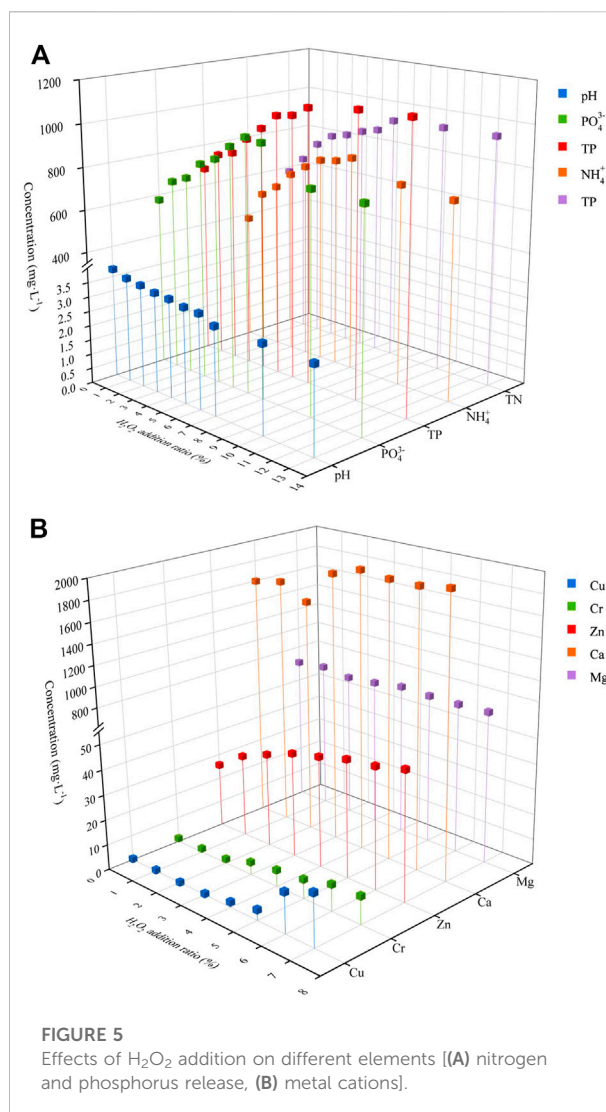 A
Concentration (mg·L⁻¹)
1200
1000
800
600
400
3.5
3.0
2.5
2.0
1.5
1.0
0.5
0.0
0 1 2 3 4 5 6 7 8 9 10 11 12 13 14
H₂O₂ addition ratio (%)
pH
PO₄³⁻
TP
NH₄⁺
TN
pH
PO₄³⁻
TP
NH₄⁺
TP
B
Concentration (mg·L⁻¹)
2000
1800
1600
1400
1200
1000
800
50
40
30
20
10
0
0 1 2 3 4 5 6 7 8
H₂O₂ addition ratio (%)
Cu
Cr
Zn
Ca
Mg
Cu
Cr
Zn
Ca
Mg
FIGURE 5
Effects of H₂O₂ addition on different elements [(A) nitrogen
and phosphorus release, (B) metal cations].